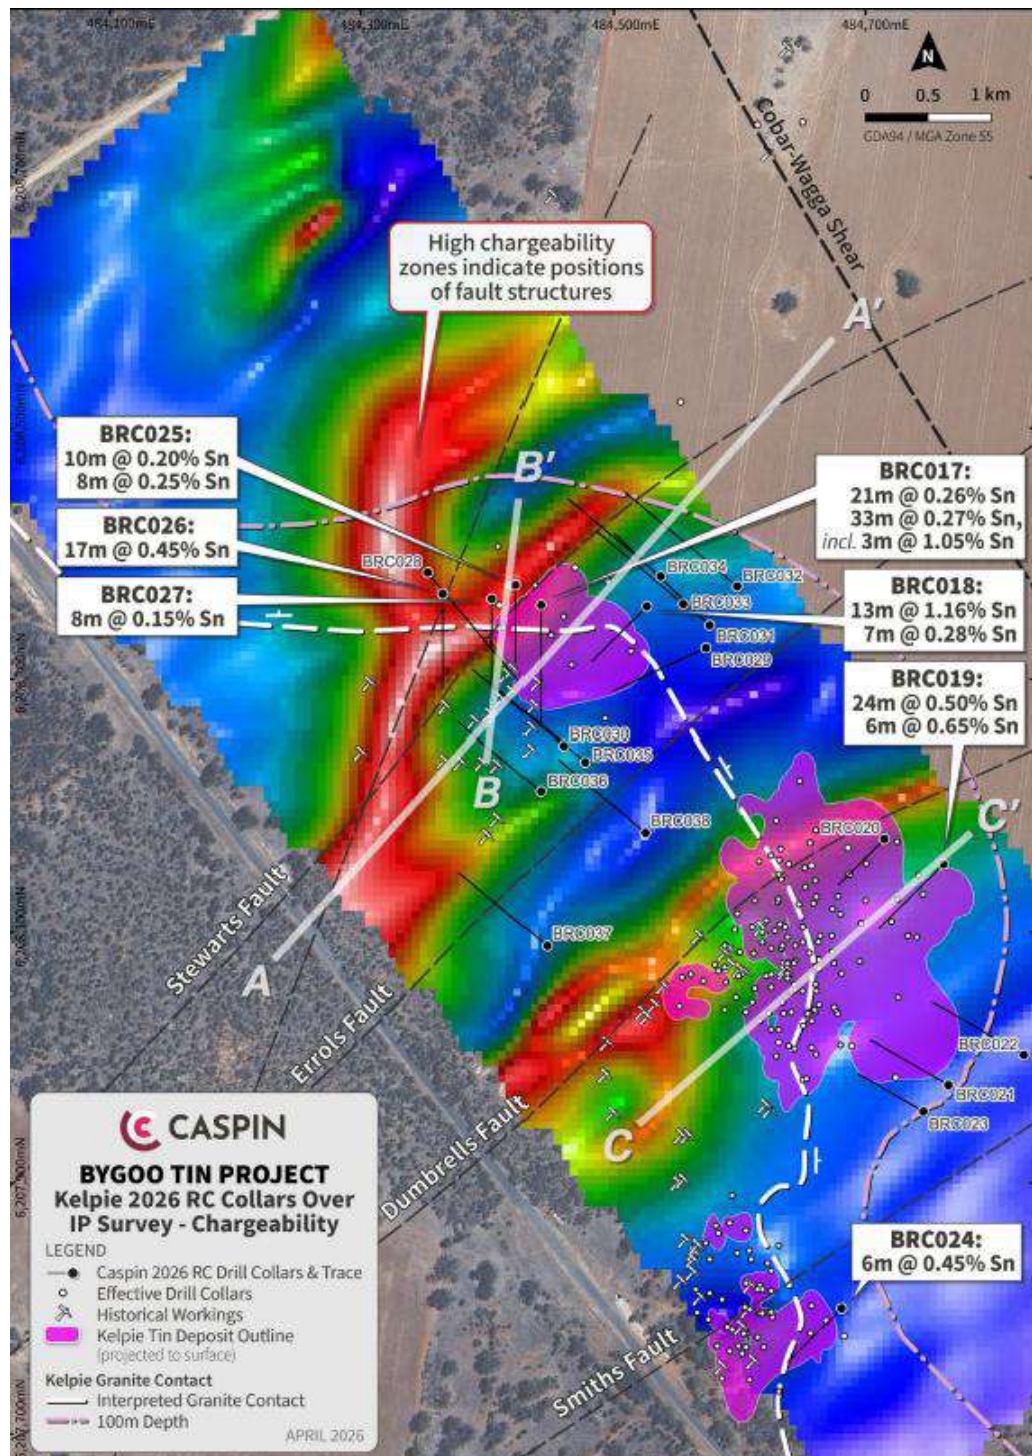 484,100mE
484,300mE
484,500mE
484,700mE
N
0 0.5 1 km
GDA94 / MGA Zone 55
Cobar-Wagga Shear
High chargeability
zones indicate positions
of fault structures
A'
B'
BRC025:
10m @ 0.20% Sn
8m @ 0.25% Sn
BRC026:
17m @ 0.45% Sn
BRC027:
8m @ 0.15% Sn
BRC017:
21m @ 0.26% Sn
33m @ 0.27% Sn,
incl. 3m @ 1.05% Sn
BRC018:
13m @ 1.16% Sn
7m @ 0.28% Sn
BRC019:
24m @ 0.50% Sn
6m @ 0.65% Sn
BRC028
BRC034
BRC032
BRC033
BRC031
BRC029
BRC030
BRC035
BRC036
B
BRC038
BRC020
C'
BRC037
Stewarts Fault
A
Errols Fault
BRC022
BRC021
BRC023
C
Dumbrells Fault
BRC024:
6m @ 0.45% Sn
Smiths Fault
6,207,900mN
6,207,700mN
CASPIN
BYGOO TIN PROJECT
Kelpie 2026 RC Collars Over
IP Survey - Chargeability
LEGEND
Caspin 2026 RC Drill Collars & Trace
Effective Drill Collars
Historical Workings
Kelpie Tin Deposit Outline
(projected to surface)
Kelpie Granite Contact
Interpreted Granite Contact
100m Depth
APRIL 2026